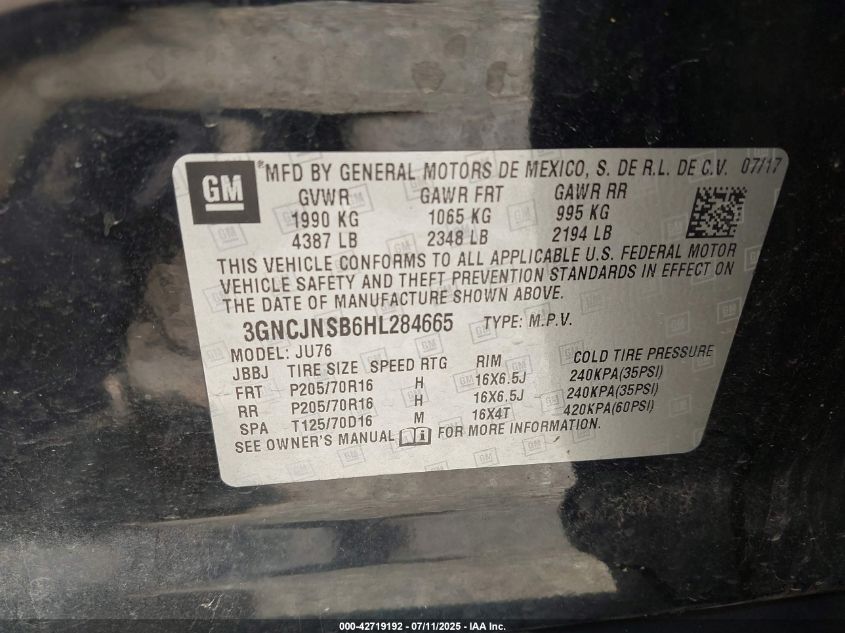 GM
*MFD BY GENERAL MOTORS DE MEXICO, S. DE R.L. DE C.V. 07/17
GVWR GAWR FRT GAWR RR
1990 KG 1065 KG 995 KG
4387 LB 2348 LB 2194 LB
THIS VEHICLE CONFORMS TO ALL APPLICABLE U.S. FEDERAL MOTOR
VEHICLE SAFETY AND THEFT PREVENTION STANDARDS IN EFFECT ON
THE DATE OF MANUFACTURE SHOWN ABOVE.
3GNCJNSB6HL284665 TYPE: M.P.V.
MODEL: JU76
JBBJ TIRE SIZE SPEED RTG RIM COLD TIRE PRESSURE
FRT P205/70R16 H 16X6.5J 240KPA(35PSI)
RR P205/70R16 H 16X6.5J 240KPA(35PSI)
SPA T125/70D16 M 16X4T 420KPA(60PSI)
SEE OWNER'S MANUAL FOR MORE INFORMATION.
000-42719192 - 07/11/2025 - IAA Inc.